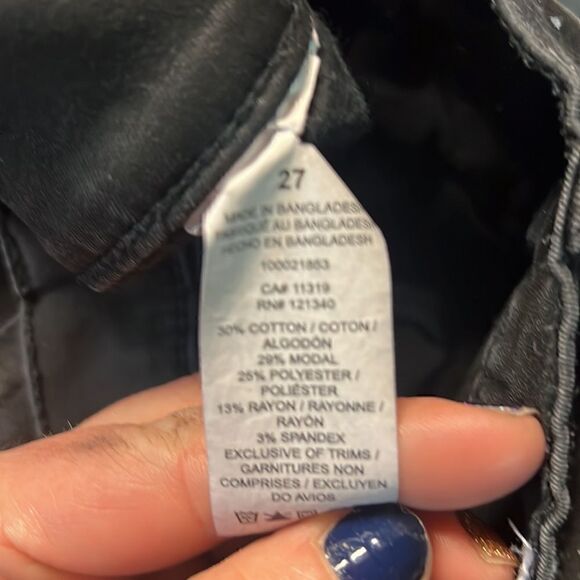 27
MADE IN BANGLADESH
FABRIQUÉ AU BANGLADESH
HECHO EN BANGLADESH
100021853
CA# 11319
RN# 121340
30% COTTON / COTON /
ALGODÓN
29% MODAL
25% POLYESTER /
POLIÉSTER
13% RAYON / RAYONNE /
RAYÓN
3% SPANDEX
EXCLUSIVE OF TRIMS /
GARNITURES NON
COMPRISES / EXCLUYEN
DO AVIOS